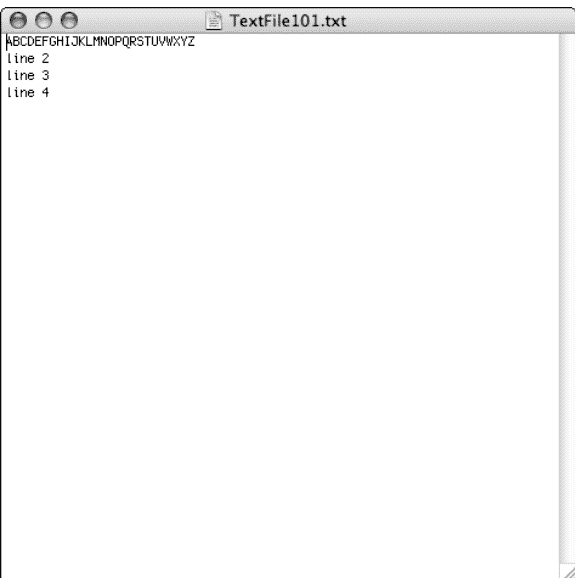 TextFile101.txt
ABCDEFGHIJKLMNOPQRSTUVWXYZ
line 2
line 3
line 4